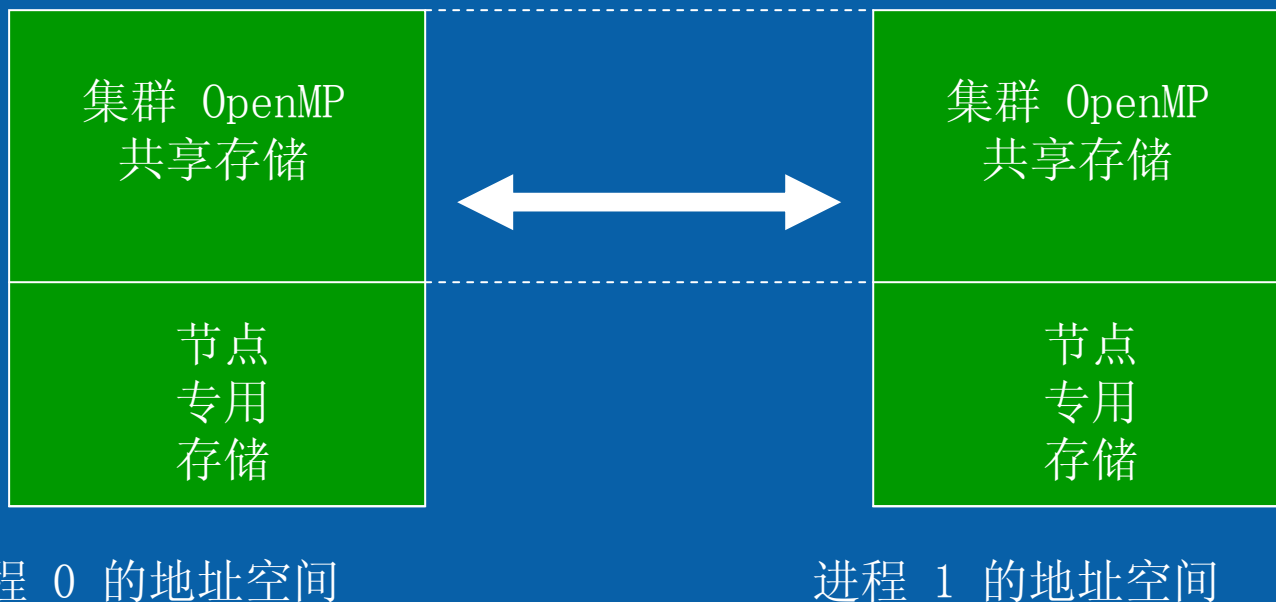 集群 OpenMP
共享存储
集群 OpenMP
共享存储
节点
专用
存储
节点
专用
存储
程 0 的地址空间
进程 1 的地址空间